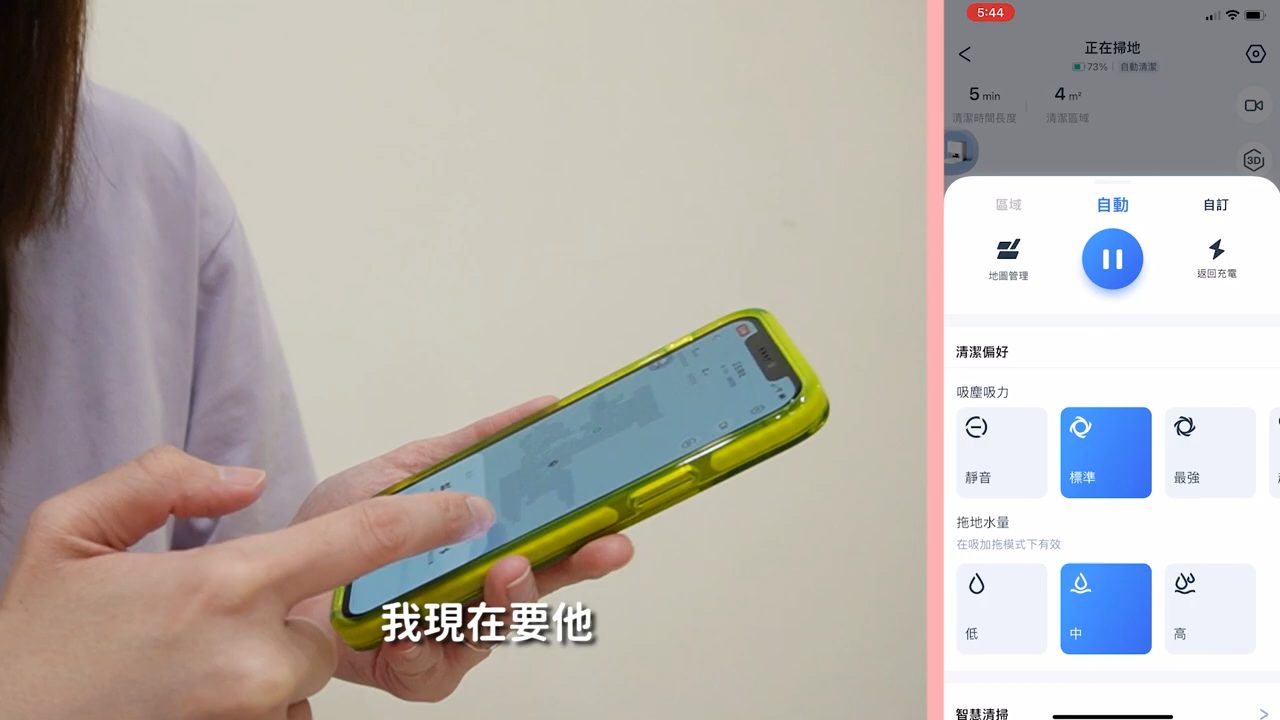 我現在要他
5:44
正在掃地
73% | 自動清潔
5 min
4 m²
清潔時間長度
清潔區域
3D
區域
自動
自訂
地圖管理
返回充電
清潔偏好
吸塵吸力
靜音
標準
最強
拖地水量
在吸加拖模式下有效
低
中
高
智慧清掃